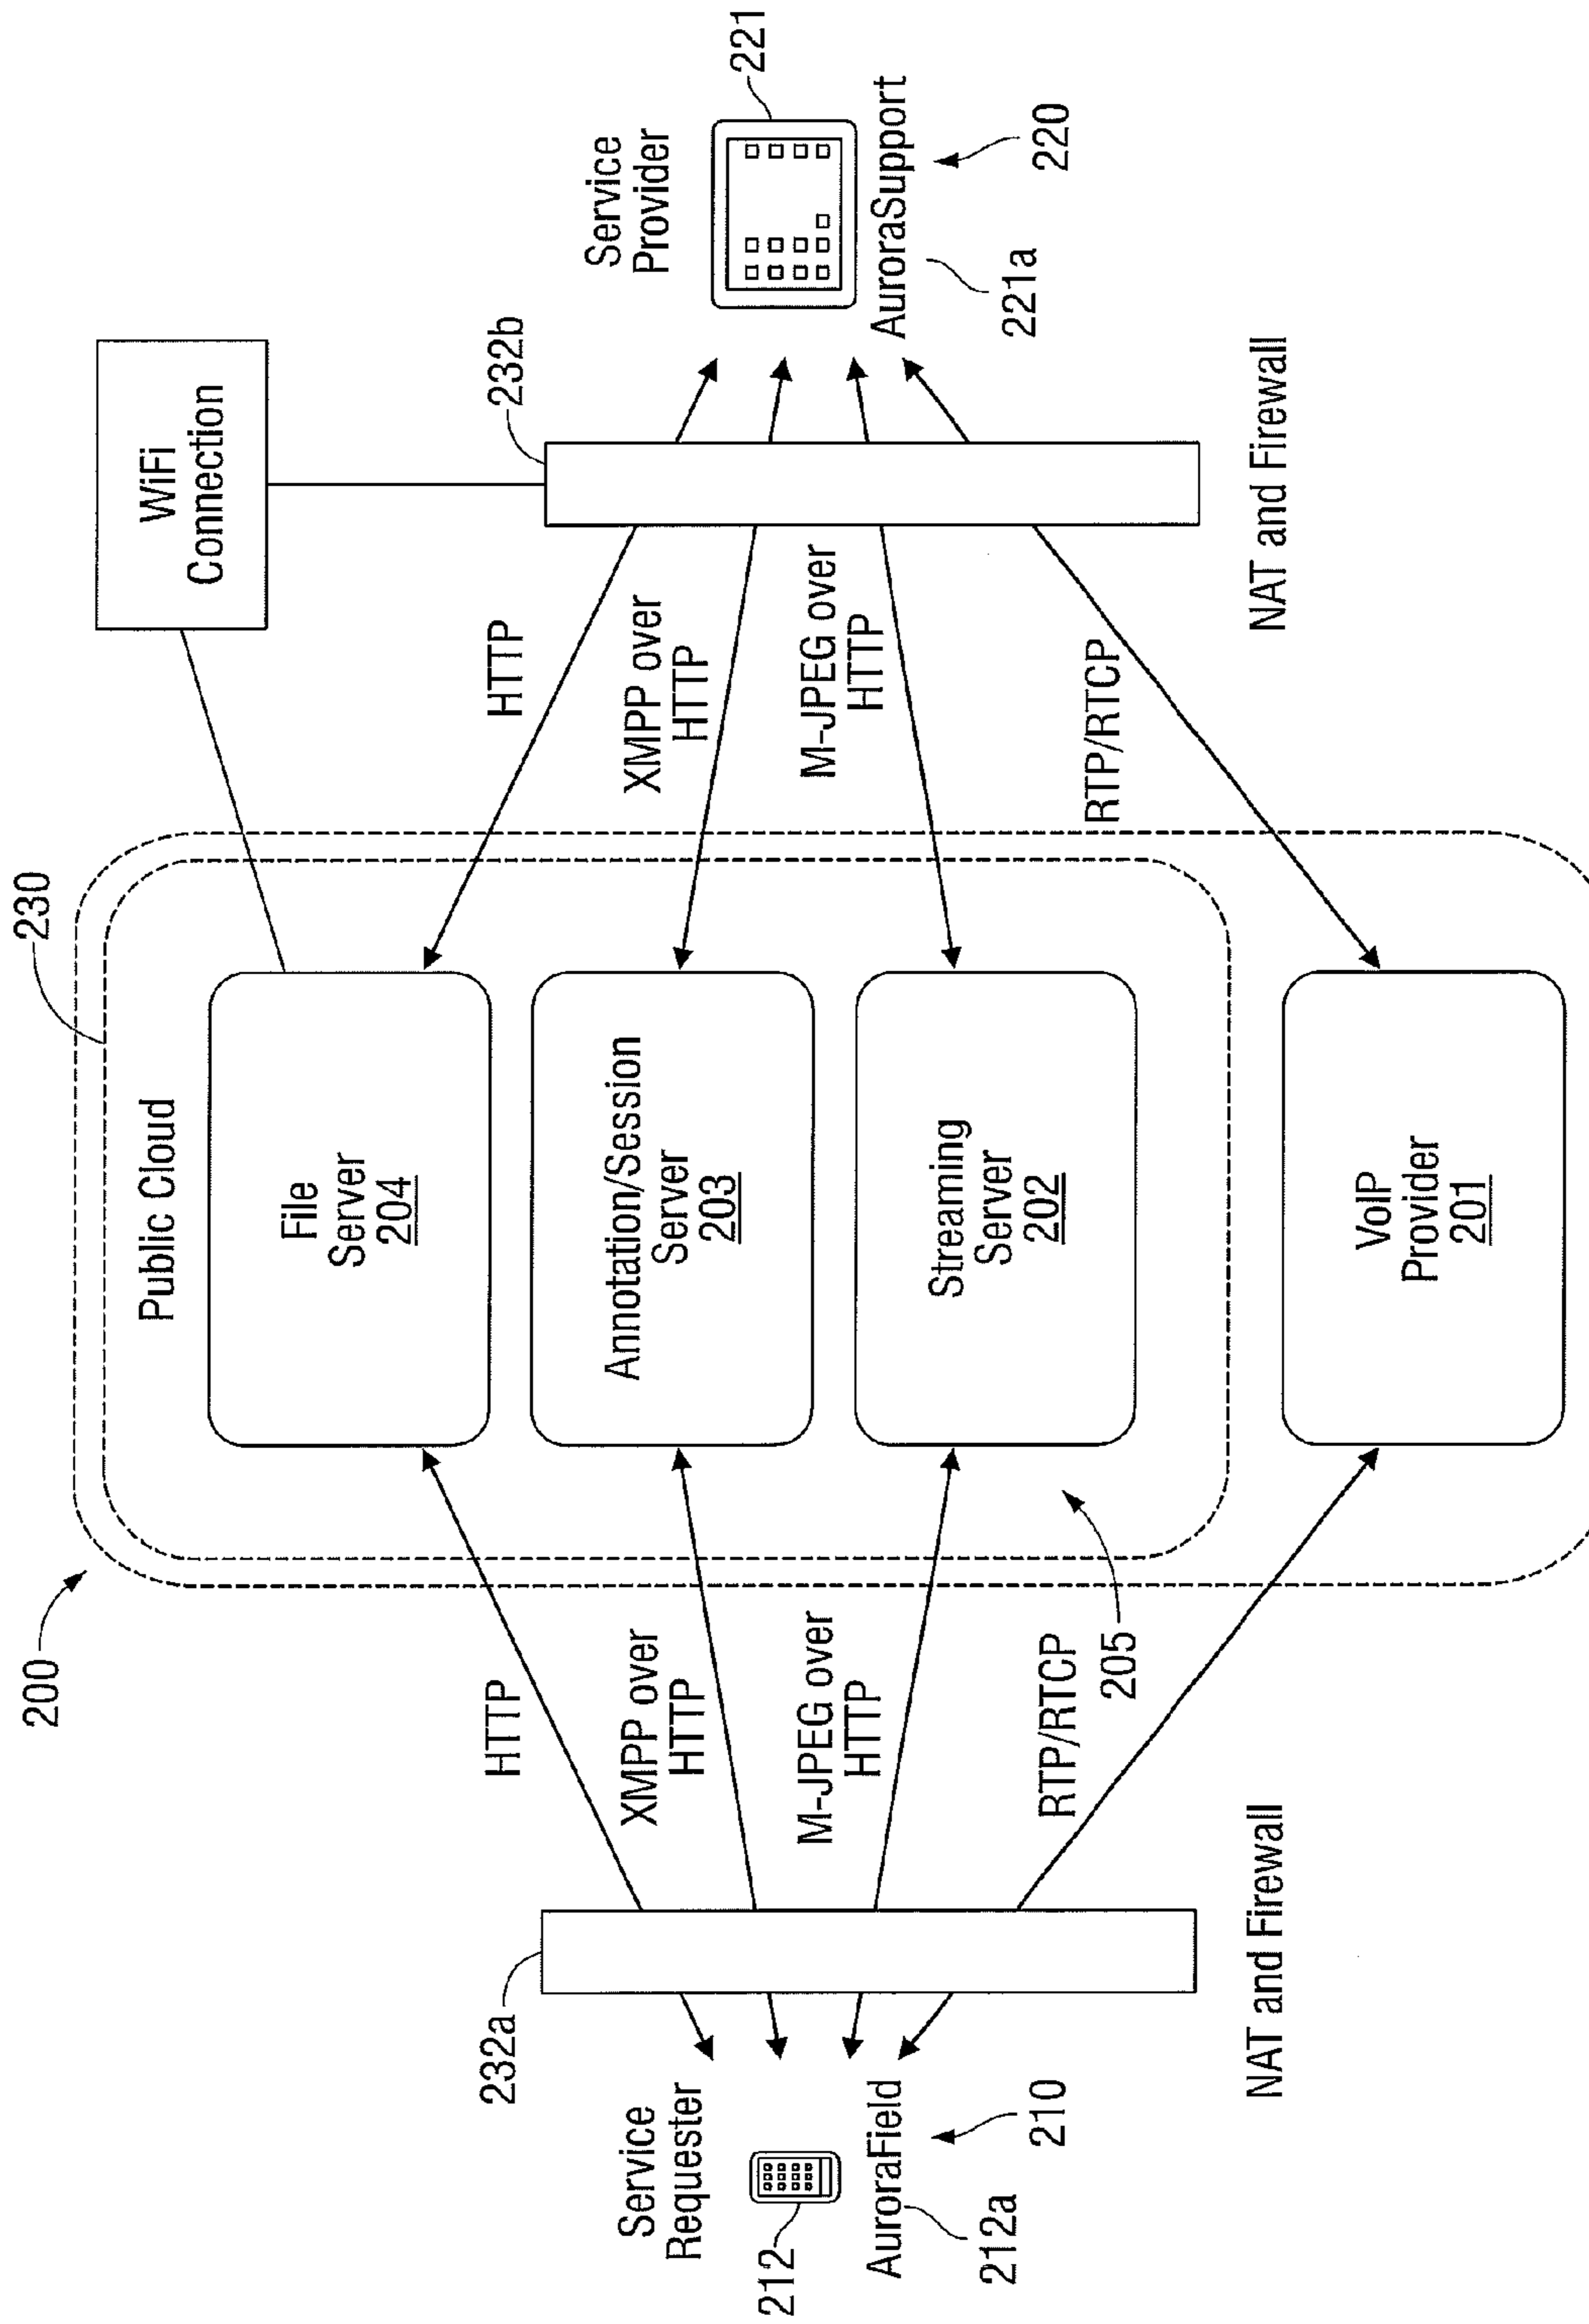 200
230
Public Cloud
File
Server
204
Annotation/Session
Server
203
Streaming
Server
202
205
VoIP
Provider
201
WiFi
Connection
232a
HTTP
XMPP over
HTTP
M-JPEG over
HTTP
RTP/RTCP
NAT and Firewall
Service
Requester
212
AuroraField
212a
210
232b
HTTP
XMPP over
HTTP
M-JPEG over
HTTP
RTP/RTCP
NAT and Firewall
Service
Provider
221
AuroraSupport
221a
220